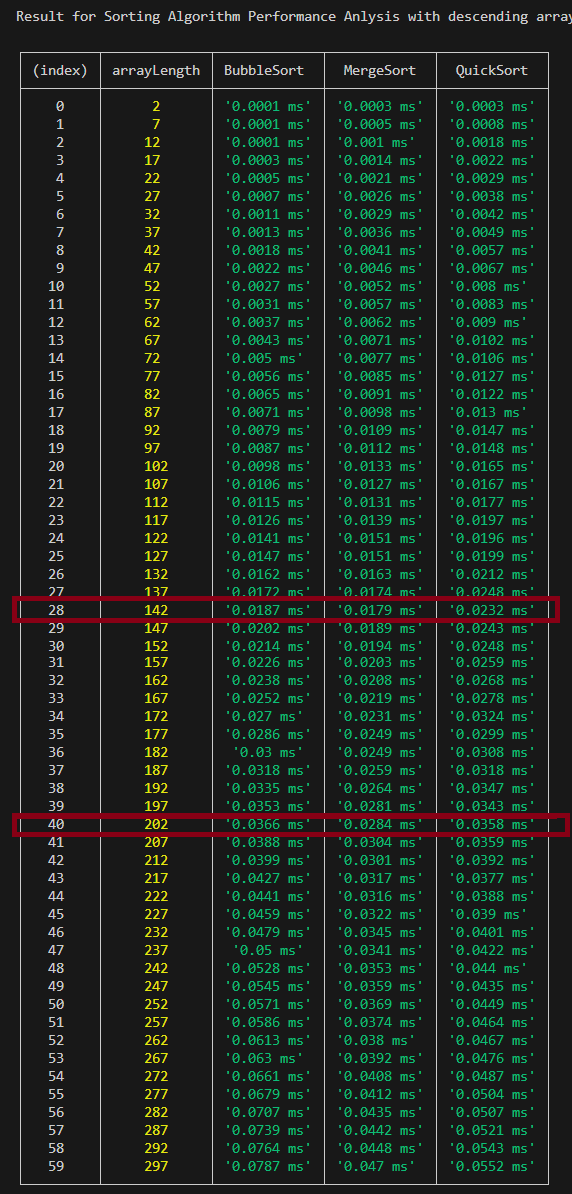 Result for Sorting Algorithm Performance Anlysis with descending array
(index) arrayLength BubbleSort MergeSort QuickSort
0 2 '0.0001 ms' '0.0003 ms' '0.0003 ms'
1 7 '0.0001 ms' '0.0005 ms' '0.0008 ms'
2 12 '0.0001 ms' '0.001 ms' '0.0018 ms'
3 17 '0.0003 ms' '0.0014 ms' '0.0022 ms'
4 22 '0.0005 ms' '0.0021 ms' '0.0029 ms'
5 27 '0.0007 ms' '0.0026 ms' '0.0038 ms'
6 32 '0.0011 ms' '0.0029 ms' '0.0042 ms'
7 37 '0.0013 ms' '0.0036 ms' '0.0049 ms'
8 42 '0.0018 ms' '0.0041 ms' '0.0057 ms'
9 47 '0.0022 ms' '0.0046 ms' '0.0067 ms'
10 52 '0.0027 ms' '0.0052 ms' '0.008 ms'
11 57 '0.0031 ms' '0.0057 ms' '0.0083 ms'
12 62 '0.0037 ms' '0.0062 ms' '0.009 ms'
13 67 '0.0043 ms' '0.0071 ms' '0.0102 ms'
14 72 '0.005 ms' '0.0077 ms' '0.0106 ms'
15 77 '0.0056 ms' '0.0085 ms' '0.0127 ms'
16 82 '0.0065 ms' '0.0091 ms' '0.0122 ms'
17 87 '0.0071 ms' '0.0098 ms' '0.013 ms'
18 92 '0.0079 ms' '0.0109 ms' '0.0147 ms'
19 97 '0.0087 ms' '0.0112 ms' '0.0148 ms'
20 102 '0.0098 ms' '0.0133 ms' '0.0165 ms'
21 107 '0.0106 ms' '0.0127 ms' '0.0167 ms'
22 112 '0.0115 ms' '0.0131 ms' '0.0177 ms'
23 117 '0.0126 ms' '0.0139 ms' '0.0197 ms'
24 122 '0.0141 ms' '0.0151 ms' '0.0196 ms'
25 127 '0.0147 ms' '0.0151 ms' '0.0199 ms'
26 132 '0.0162 ms' '0.0163 ms' '0.0212 ms'
27 137 '0.0172 ms' '0.0174 ms' '0.0248 ms'
28 142 '0.0187 ms' '0.0179 ms' '0.0232 ms'
29 147 '0.0202 ms' '0.0189 ms' '0.0243 ms'
30 152 '0.0214 ms' '0.0194 ms' '0.0248 ms'
31 157 '0.0226 ms' '0.0203 ms' '0.0259 ms'
32 162 '0.0238 ms' '0.0208 ms' '0.0268 ms'
33 167 '0.0252 ms' '0.0219 ms' '0.0278 ms'
34 172 '0.027 ms' '0.0231 ms' '0.0324 ms'
35 177 '0.0286 ms' '0.0249 ms' '0.0299 ms'
36 182 '0.03 ms' '0.0249 ms' '0.0308 ms'
37 187 '0.0318 ms' '0.0259 ms' '0.0318 ms'
38 192 '0.0335 ms' '0.0264 ms' '0.0347 ms'
39 197 '0.0353 ms' '0.0281 ms' '0.0343 ms'
40 202 '0.0366 ms' '0.0284 ms' '0.0358 ms'
41 207 '0.0388 ms' '0.0304 ms' '0.0359 ms'
42 212 '0.0399 ms' '0.0301 ms' '0.0392 ms'
43 217 '0.0427 ms' '0.0317 ms' '0.0377 ms'
44 222 '0.0441 ms' '0.0316 ms' '0.0388 ms'
45 227 '0.0459 ms' '0.0322 ms' '0.039 ms'
46 232 '0.0479 ms' '0.0345 ms' '0.0401 ms'
47 237 '0.05 ms' '0.0341 ms' '0.0422 ms'
48 242 '0.0528 ms' '0.0353 ms' '0.044 ms'
49 247 '0.0545 ms' '0.0359 ms' '0.0435 ms'
50 252 '0.0571 ms' '0.0369 ms' '0.0449 ms'
51 257 '0.0586 ms' '0.0374 ms' '0.0464 ms'
52 262 '0.0613 ms' '0.038 ms' '0.0467 ms'
53 267 '0.063 ms' '0.0392 ms' '0.0476 ms'
54 272 '0.0661 ms' '0.0408 ms' '0.0487 ms'
55 277 '0.0679 ms' '0.0412 ms' '0.0504 ms'
56 282 '0.0707 ms' '0.0435 ms' '0.0507 ms'
57 287 '0.0739 ms' '0.0442 ms' '0.0521 ms'
58 292 '0.0764 ms' '0.0448 ms' '0.0543 ms'
59 297 '0.0787 ms' '0.047 ms' '0.0552 ms'